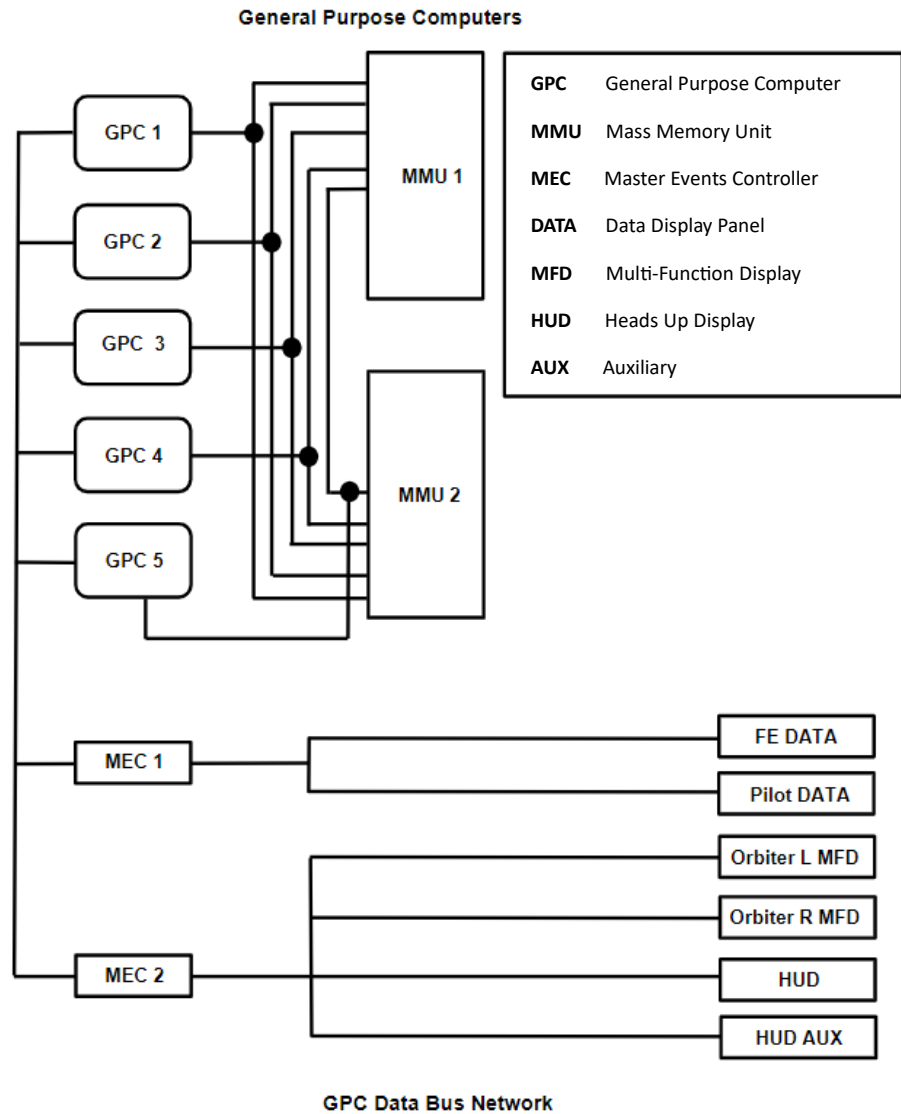 General Purpose Computers
GPC 1
GPC 2
GPC 3
GPC 4
GPC 5
MMU 1
MMU 2
GPC General Purpose Computer
MMU Mass Memory Unit
MEC Master Events Controller
DATA Data Display Panel
MFD Multi-Function Display
HUD Heads Up Display
AUX Auxiliary
MEC 1
MEC 2
FE DATA
Pilot DATA
Orbiter L MFD
Orbiter R MFD
HUD
HUD AUX
GPC Data Bus Network